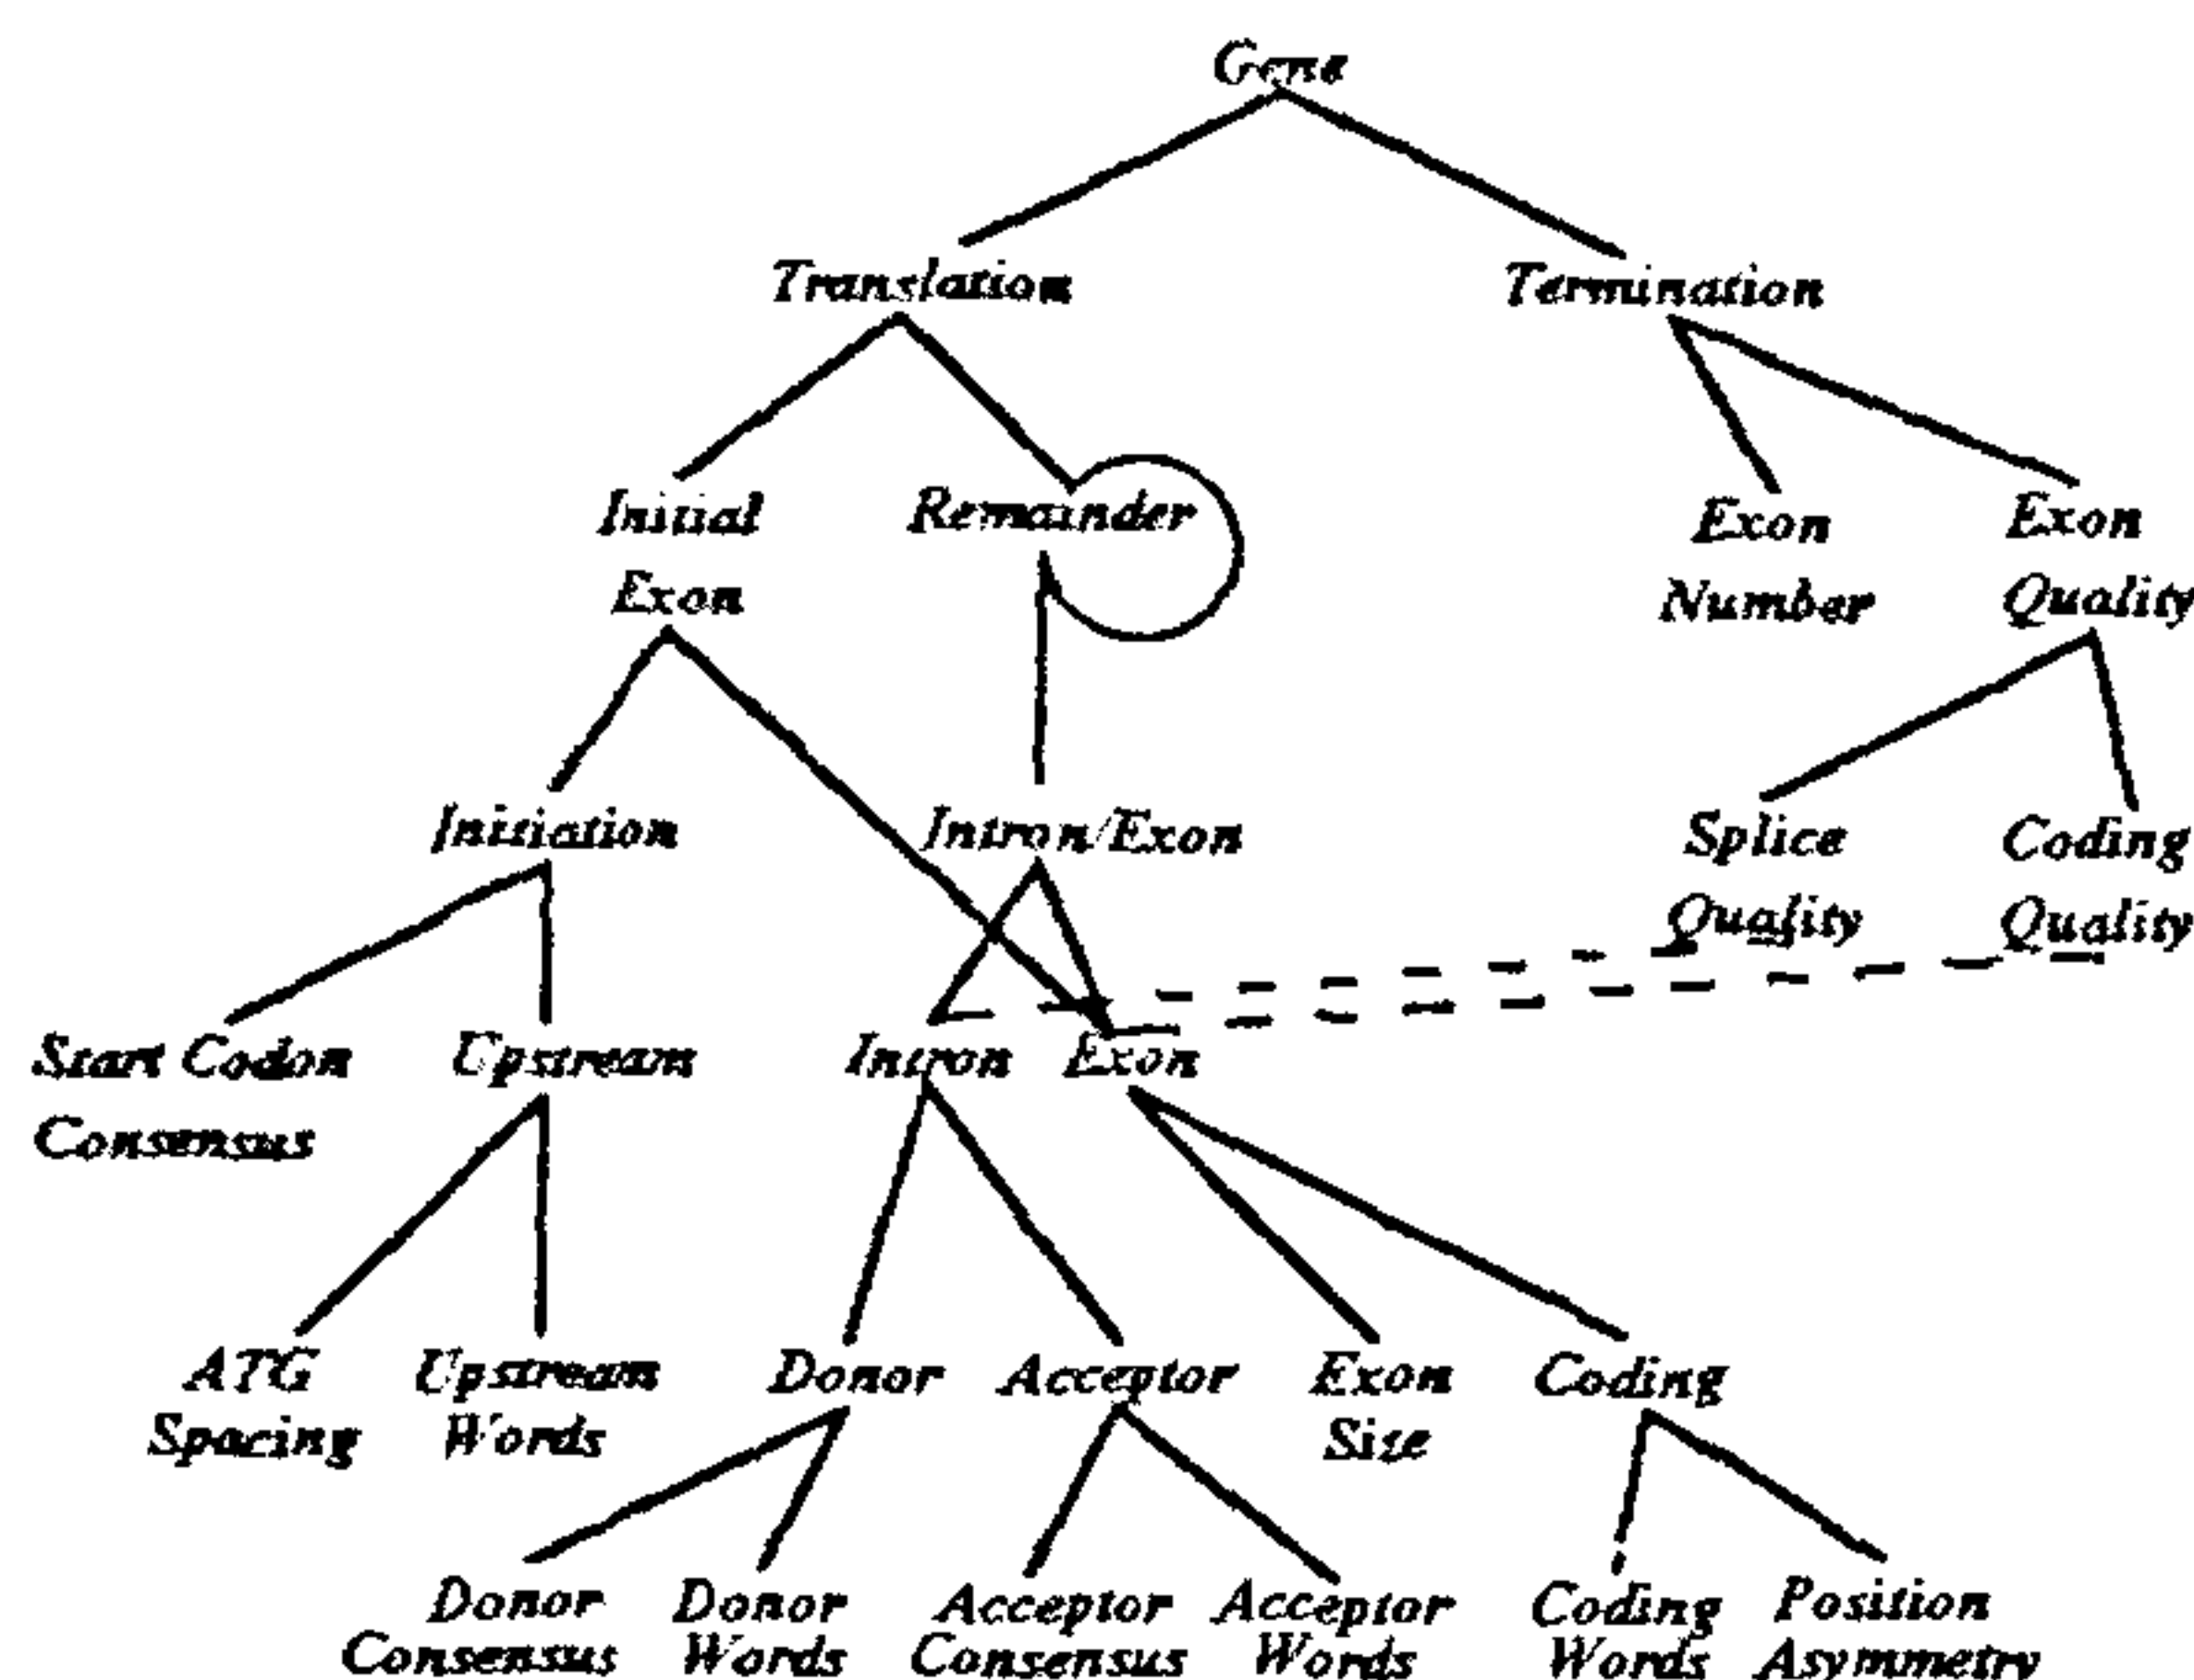 Gene
Translation
Termination
Initial
Exon
Remainder
Exon
Number
Exon
Quality
Initiation
Intron/Exon
Splice
Quality
Coding
Quality
Start Codon
Consensus
Upstream
Intron
Exon
ATG
Spacing
Upstream
Words
Donor
Acceptor
Exon
Size
Coding
Donor
Consensus
Donor
Words
Acceptor
Consensus
Acceptor
Words
Coding
Words
Position
Asymmetry